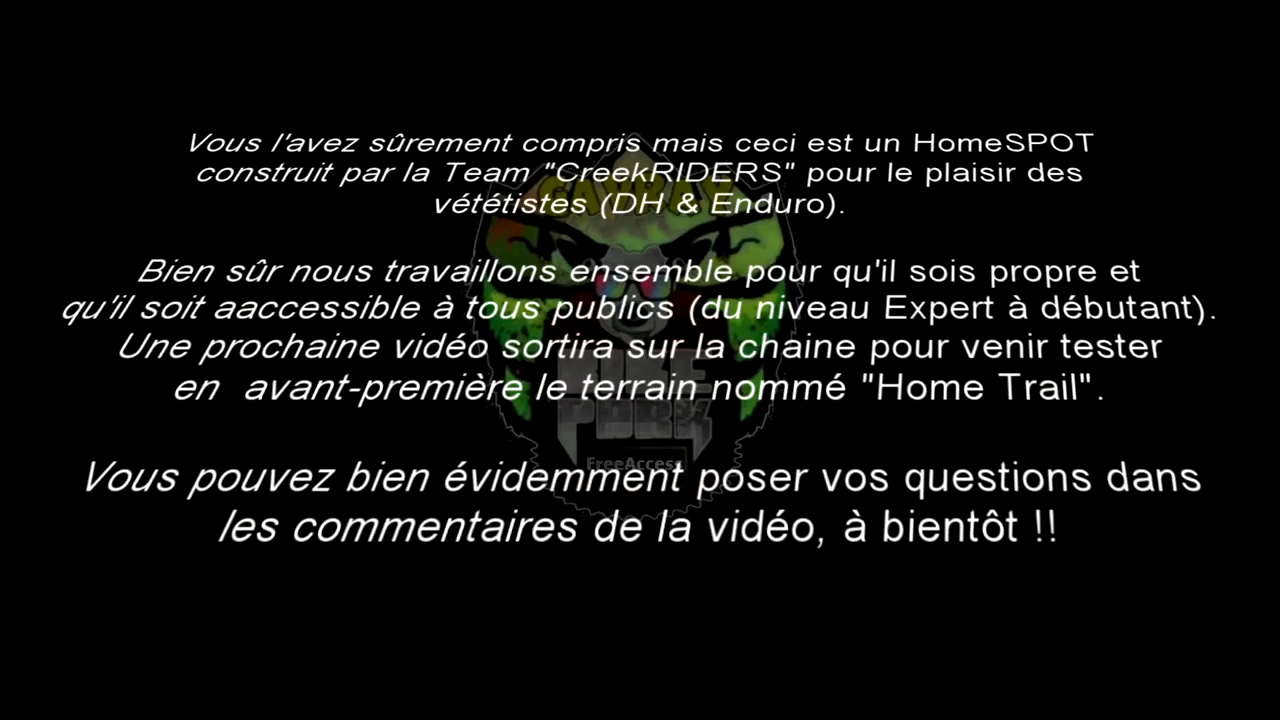 Vous l'avez sûrement compris mais ceci est un HomeSPOT
construit par la Team "CreekRIDERS" pour le plaisir des
vététistes (DH & Enduro).
Bien sûr nous travaillons ensemble pour qu'il sois propre et
qu'il soit aaccessible à tous publics (du niveau Expert à débutant).
Une prochaine vidéo sortira sur la chaine pour venir tester
en avant-première le terrain nommé "Home Trail".
FreeAccess
Vous pouvez bien évidemment poser vos questions dans
les commentaires de la vidéo, à bientôt !!